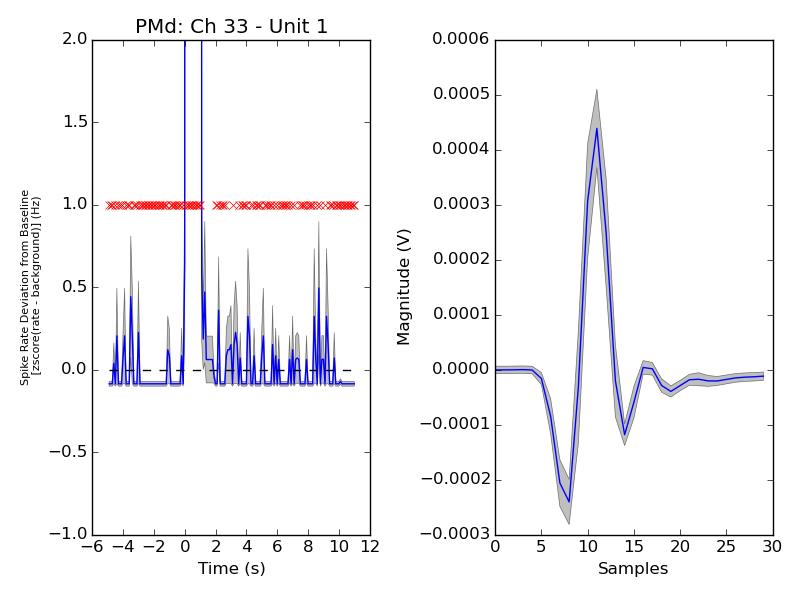 PMd: Ch 33 - Unit 1
Spike Rate Deviation from Baseline
[zscore(rate - background)] (Hz)
2.0
1.5
1.0
0.5
0.0
−0.5
−1.0
−6 −4 −2 0 2 4 6 8 10 12
Time (s)
Magnitude (V)
0.0006
0.0005
0.0004
0.0003
0.0002
0.0001
0.0000
−0.0001
−0.0002
−0.0003
0 5 10 15 20 25 30
Samples